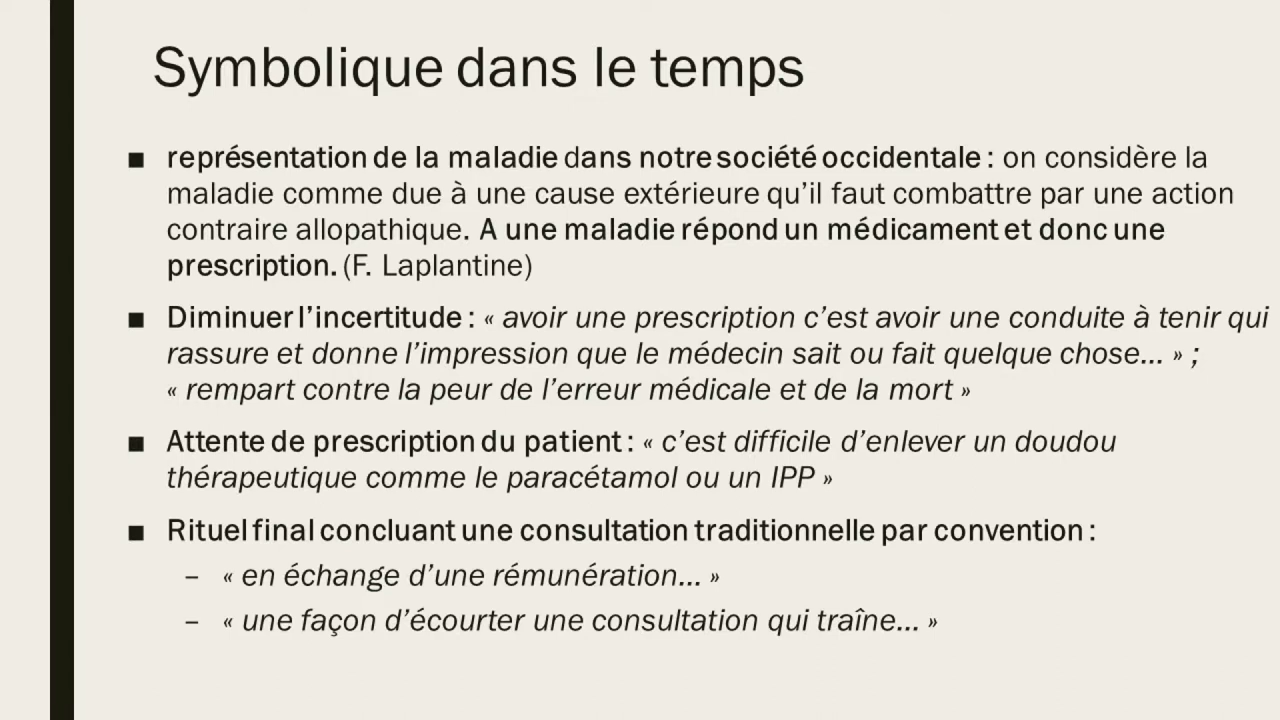 Symbolique dans le temps
■ représentation de la maladie dans notre société occidentale : on considère la
maladie comme due à une cause extérieure qu’il faut combattre par une action
contraire allopathique. A une maladie répond un médicament et donc une
prescription. (F. Laplantine)
■ Diminuer l’incertitude : « avoir une prescription c’est avoir une conduite à tenir qui
rassure et donne l’impression que le médecin sait ou fait quelque chose… » ;
« rempart contre la peur de l’erreur médicale et de la mort »
■ Attente de prescription du patient : « c’est difficile d’enlever un doudou
thérapeutique comme le paracétamol ou un IPP »
■ Rituel final concluant une consultation traditionnelle par convention :
– « en échange d’une rémunération… »
– « une façon d’écourter une consultation qui traîne… »